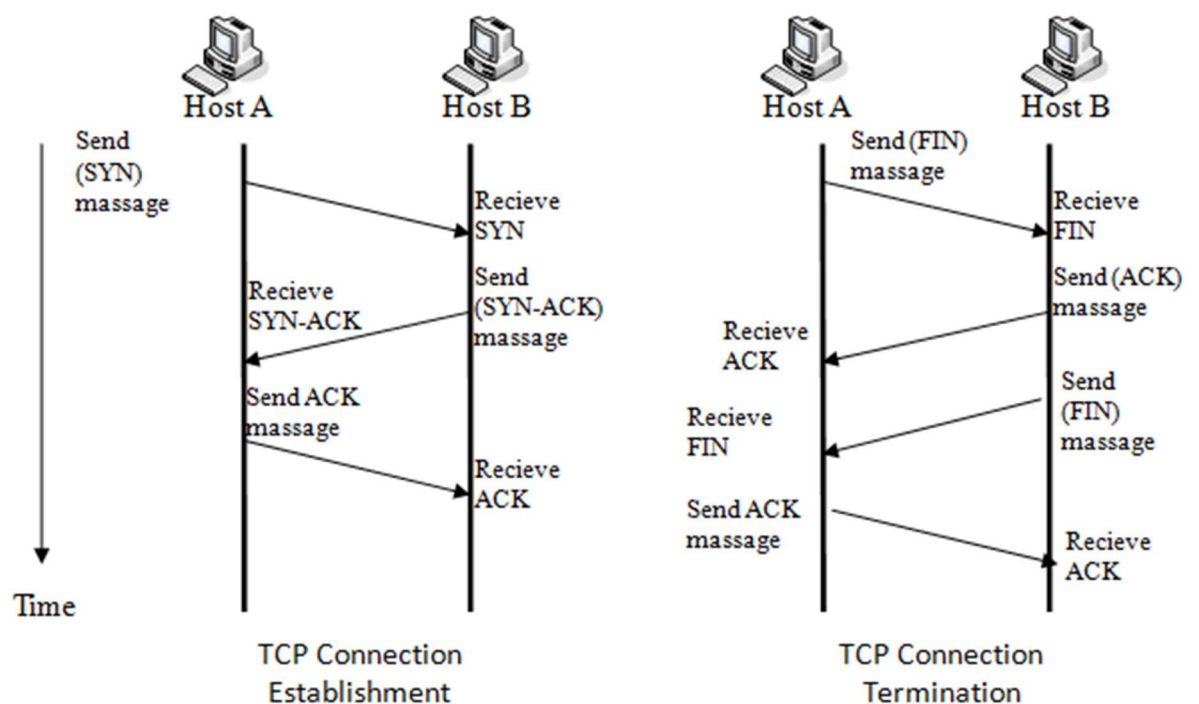 Host A
Host B
Send
(SYN)
massage
Recieve
SYN
Send
(SYN-ACK)
massage
Recieve
SYN-ACK
Send ACK
massage
Recieve
ACK
Time
TCP Connection
Establishment
Host A
Host B
Send (FIN)
massage
Recieve
FIN
Send (ACK)
massage
Recieve
ACK
Send
(FIN)
massage
Recieve
FIN
Send ACK
massage
Recieve
ACK
TCP Connection
Termination